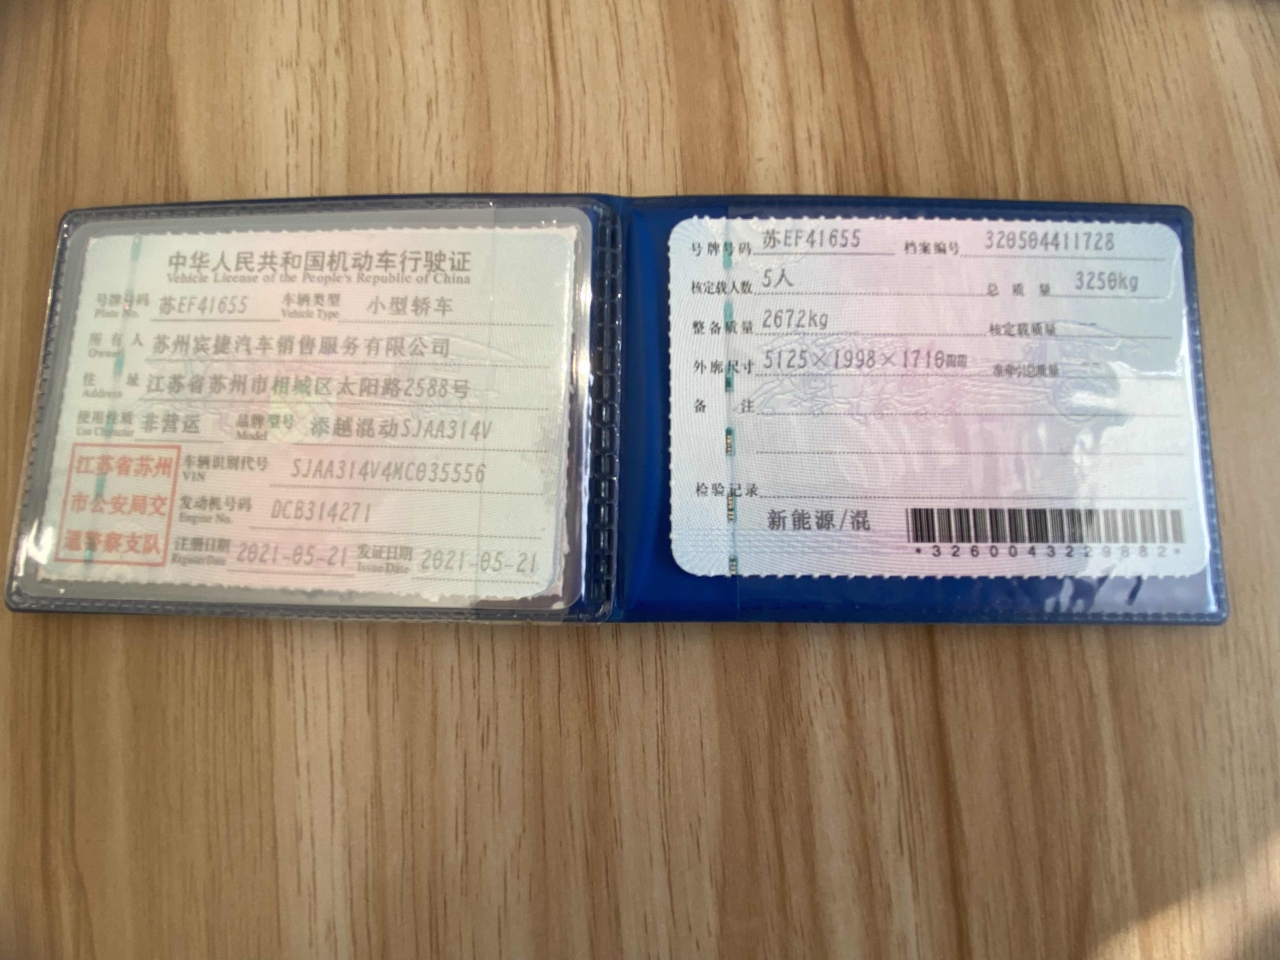 中华人民共和国机动车行驶证
Vehicle License of the People's Republic of China
号牌号码 苏EF41655 车辆类型 小型轿车
Plate No. Vehicle Type
所有人 苏州宾捷汽车销售服务有限公司
Owner
住址 江苏省苏州市相城区太阳路2588号
Address
使用性质 非营运 品牌型号 添越混动SJAA314V
Use Character Model
江苏省苏州
市公安局交
通警察支队
车辆识别代号 SJAA314V4MC035556
VIN
发动机号码 DCB314271
Engine No.
注册日期 2021-05-21 发证日期 2021-05-21
Register Date Issue Date
号牌号码 苏EF41655 档案编号 320504411728
核定载人数 5人 总质量 3250kg
整备质量 2672kg 核定载质量
外廓尺寸 5125×1998×1710mm 准牵引总质量
备注
检验记录
新能源/混
*3260043229882*